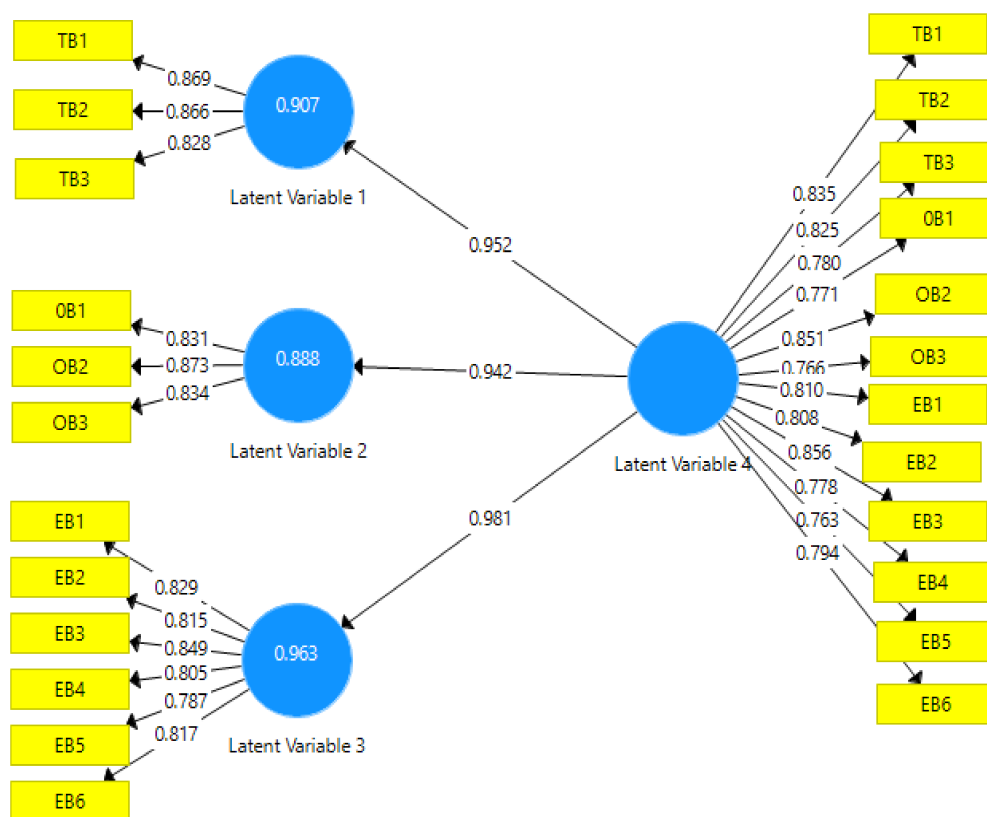 TB1
TB2
TB3
0.869
0.866
0.828
0.907
Latent Variable 1
0B1
OB2
OB3
0.831
0.873
0.834
0.888
Latent Variable 2
EB1
EB2
EB3
EB4
EB5
EB6
0.829
0.815
0.849
0.805
0.787
0.817
0.963
Latent Variable 3
0.952
0.942
0.981
Latent Variable 4
0.835
0.825
0.780
0.771
0.851
0.766
0.810
0.808
0.856
0.778
0.763
0.794
TB1
TB2
TB3
0B1
OB2
OB3
EB1
EB2
EB3
EB4
EB5
EB6